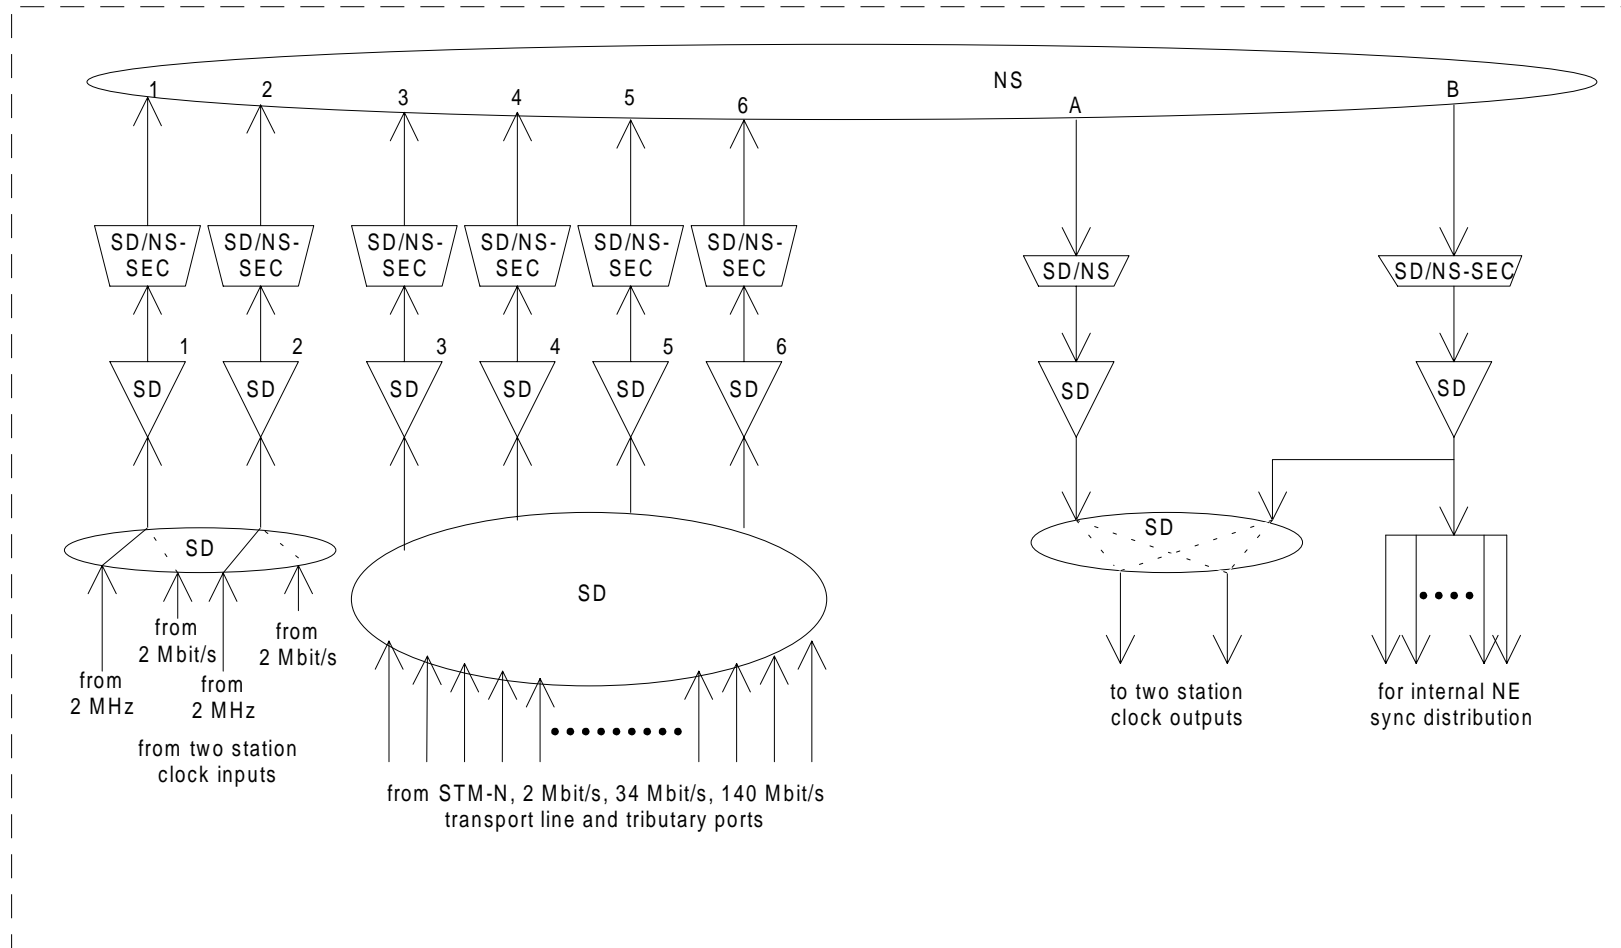 NS
1 2 3 4 5 6 A B
SD/NS-
SEC
SD/NS-
SEC
SD/NS-
SEC
SD/NS-
SEC
SD/NS-
SEC
SD/NS-
SEC
SD/NS
SD/NS-SEC
1 2 3 4 5 6
SD SD SD SD SD SD SD SD
SD
SD
SD
from
2 MHz
from
2 Mbit/s
from
2 MHz
from
2 Mbit/s
from two station
clock inputs
from STM-N, 2 Mbit/s, 34 Mbit/s, 140 Mbit/s
transport line and tributary ports
to two station
clock outputs
for internal NE
sync distribution